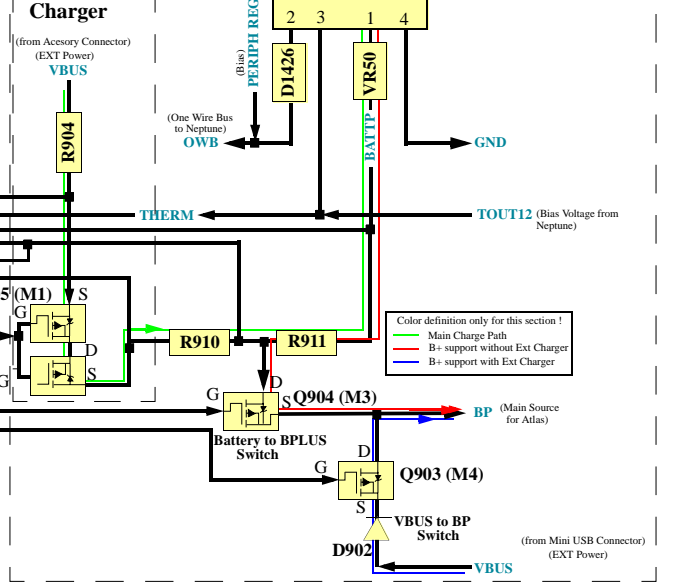 Charger
(from Acesory Connector)
(EXT Power)
VBUS
R904
(Bias)
PERIPH REG
2
3
1
4
D1426
VR50
(One Wire Bus
to Neptune)
OWB
BATTP
GND
THERM
TOUT12
(Bias Voltage from
Neptune)
5 (M1)
S
G
D
G
S
R910
R911
Color definition only for this section !
Main Charge Path
B+ support without Ext Charger
B+ support with Ext Charger
D
G
S
Q904 (M3)
BP
(Main Source
for Atlas)
Battery to BPLUS
Switch
D
G
Q903 (M4)
S
VBUS to BP
Switch
D902
(from Mini USB Connector)
(EXT Power)
VBUS